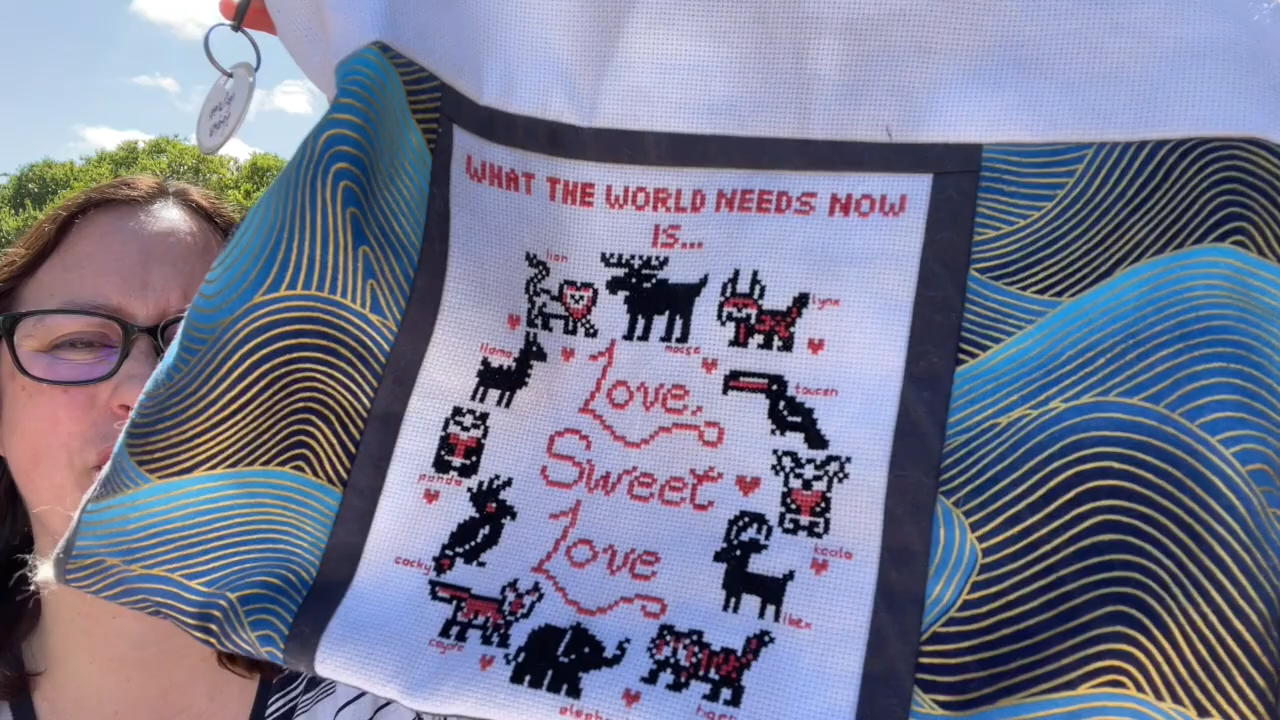 WHAT THE WORLD NEEDS NOW
IS...
lion
lynx
moose
llama
toucan
Love,
Sweet
Love
panda
koala
cocky
ibex
coyote